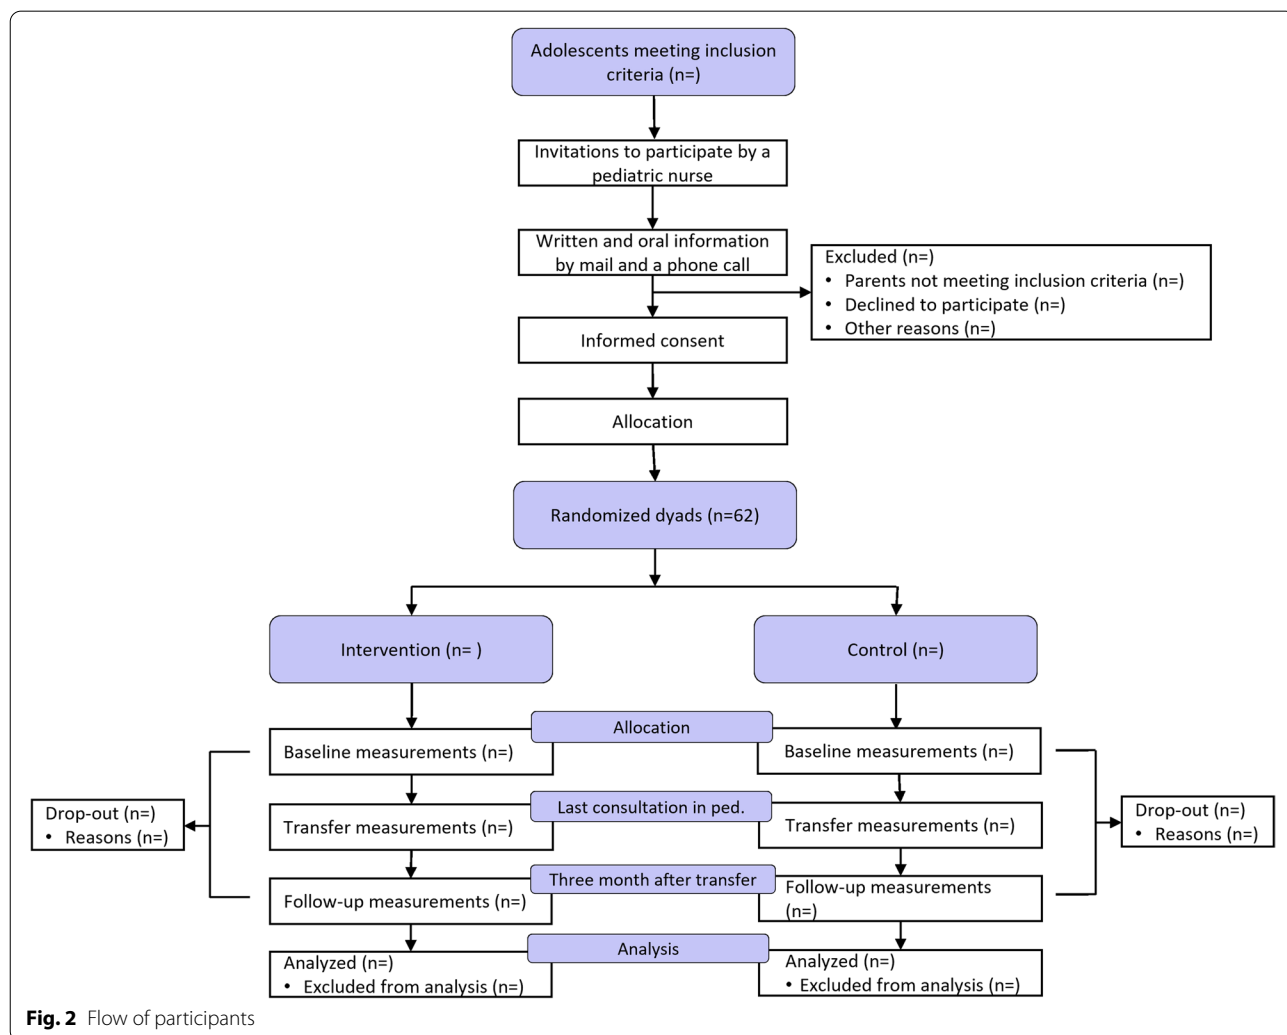 Adolescents meeting inclusion
criteria (n=)
Invitations to participate by a
pediatric nurse
Written and oral information
by mail and a phone call
Excluded (n=)
• Parents not meeting inclusion criteria (n=)
• Declined to participate (n=)
• Other reasons (n=)
Informed consent
Allocation
Randomized dyads (n=62)
Intervention (n= )
Control (n=)
Allocation
Baseline measurements (n=)
Baseline measurements (n=)
Drop-out (n=)
• Reasons (n=)
Last consultation in ped.
Transfer measurements (n=)
Transfer measurements (n=)
Drop-out (n=)
• Reasons (n=)
Three month after transfer
Follow-up measurements (n=)
Follow-up measurements
(n=)
Analysis
Analyzed (n=)
• Excluded from analysis (n=)
Analyzed (n=)
• Excluded from analysis (n=)
Fig. 2 Flow of participants